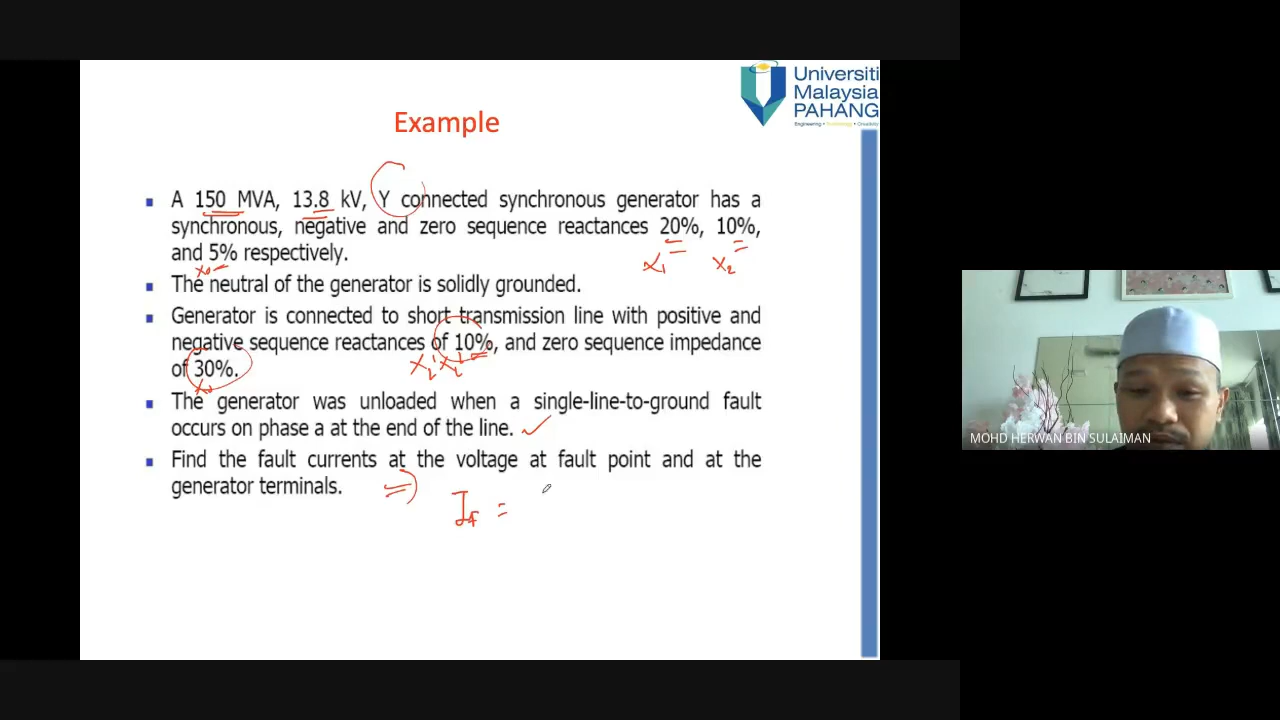 Universiti
Malaysia
PAHANG
Engineering • Technology • Creativity
Example
A 150 MVA, 13.8 kV, Y connected synchronous generator has a
synchronous, negative and zero sequence reactances 20%, 10%,
and 5% respectively.
X₁ X₂
X₀
The neutral of the generator is solidly grounded.
Generator is connected to short transmission line with positive and
negative sequence reactances of 10%, and zero sequence impedance
of 30%.
The generator was unloaded when a single-line-to-ground fault
occurs on phase a at the end of the line.
Find the fault currents at the voltage at fault point and at the
generator terminals.
⇒ I_f =
MOHD HERWAN BIN SULAIMAN